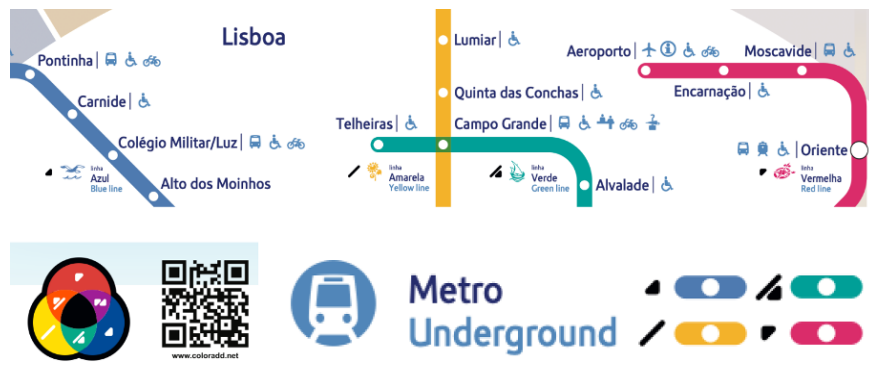 Lisboa
Lumiar
Aeroporto
Moscavide
Pontinha
Carnide
Quinta das Conchas
Encarnação
Telheiras
Campo Grande
Colégio Militar/Luz
Oriente
linha
Azul
Blue line
Alto dos Moinhos
linha
Amarela
Yellow line
linha
Verde
Green line
Alvalade
linha
Vermelha
Red line
www.coloradd.net
Metro
Underground